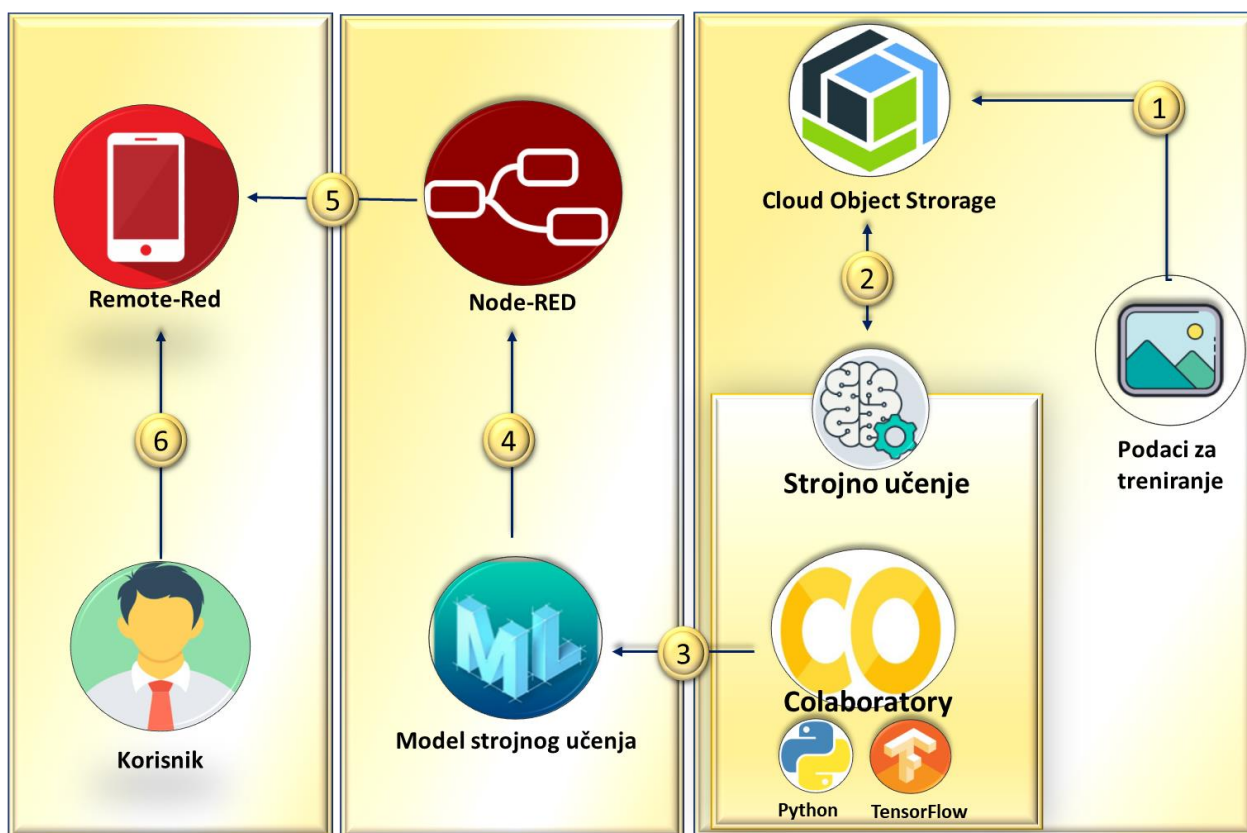 1
Cloud Object Strorage
5
2
Remote-Red
Node-RED
6
4
Podaci za
treniranje
Strojno učenje
CO
ML
3
Colaboratory
Model strojnog učenja
Korisnik
Python
TensorFlow